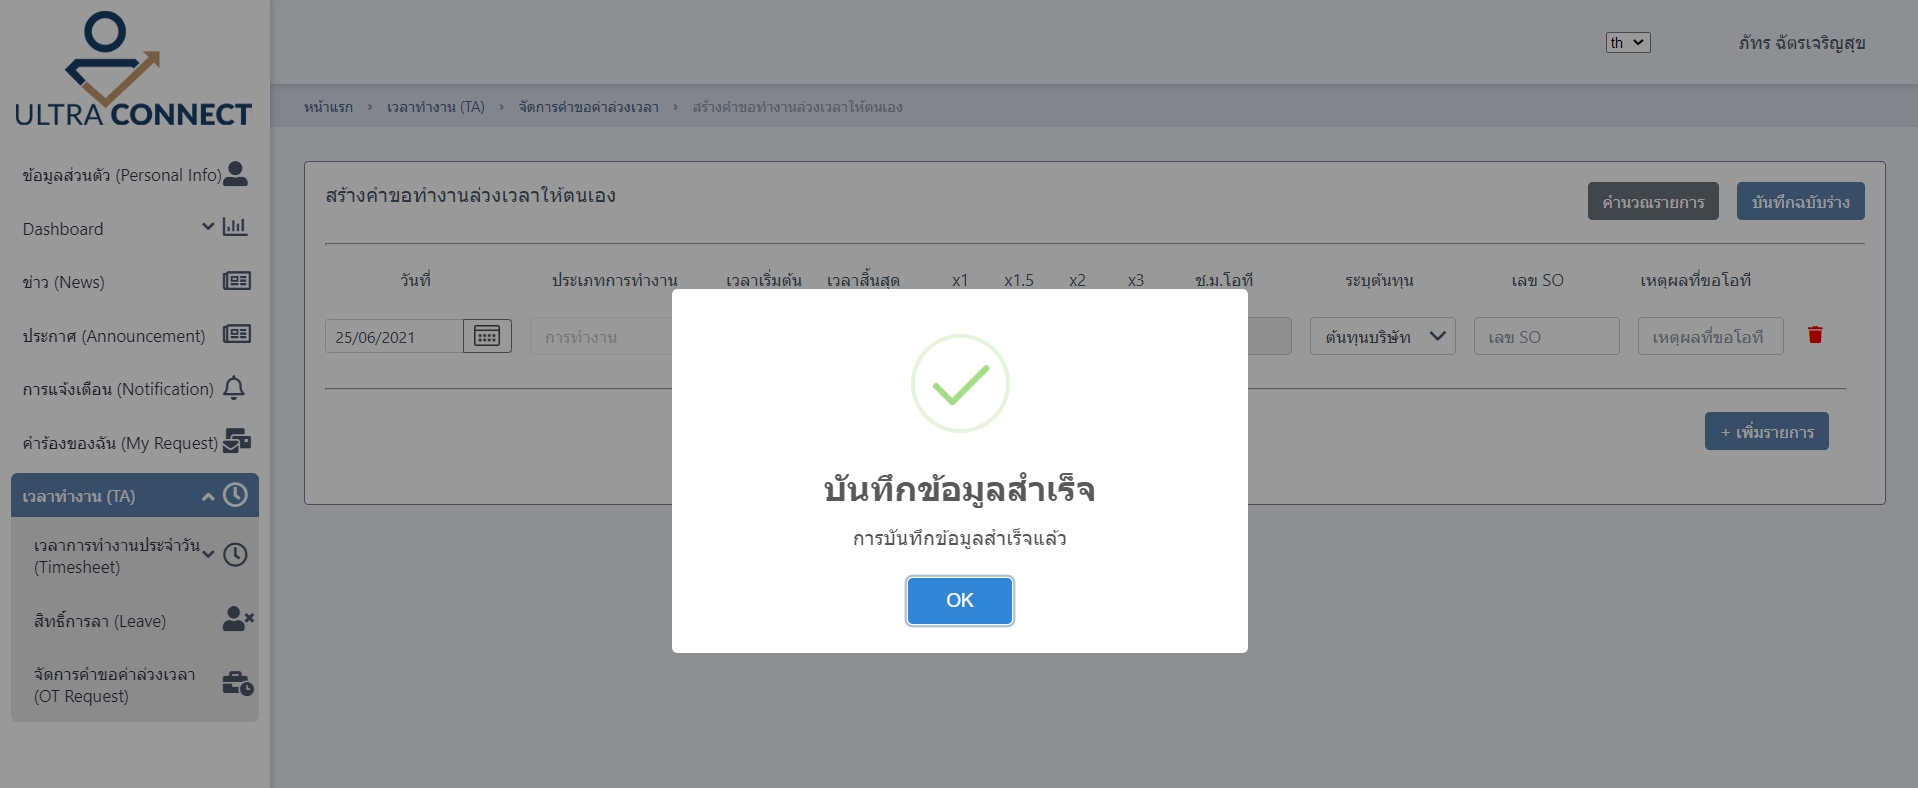 ULTRA CONNECT
th
ภัทร ฉัตรเจริญสุข
หน้าแรก › เวลาทำงาน (TA) › จัดการคำขอค่าล่วงเวลา › สร้างคำขอทำงานล่วงเวลาให้ตนเอง
ข้อมูลส่วนตัว (Personal Info)
Dashboard
ข่าว (News)
ประกาศ (Announcement)
การแจ้งเตือน (Notification)
คำร้องของฉัน (My Request)
เวลาทำงาน (TA)
เวลาการทำงานประจำวัน
(Timesheet)
สิทธิ์การลา (Leave)
จัดการคำขอค่าล่วงเวลา
(OT Request)
สร้างคำขอทำงานล่วงเวลาให้ตนเอง
คำนวณรายการ
บันทึกฉบับร่าง
วันที่ ประเภทการทำงาน เวลาเริ่มต้น เวลาสิ้นสุด x1 x1.5 x2 x3 ช.ม.โอที ระบุต้นทุน เลข SO เหตุผลที่ขอโอที
25/06/2021 การทำงาน ต้นทุนบริษัท เลข SO เหตุผลที่ขอโอที
+ เพิ่มรายการ
บันทึกข้อมูลสำเร็จ
การบันทึกข้อมูลสำเร็จแล้ว
OK